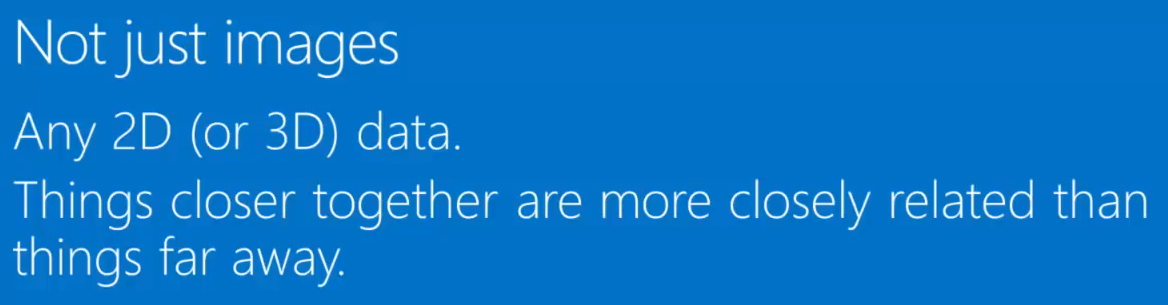 Not just images
Any 2D (or 3D) data.
Things closer together are more closely related than
things far away.